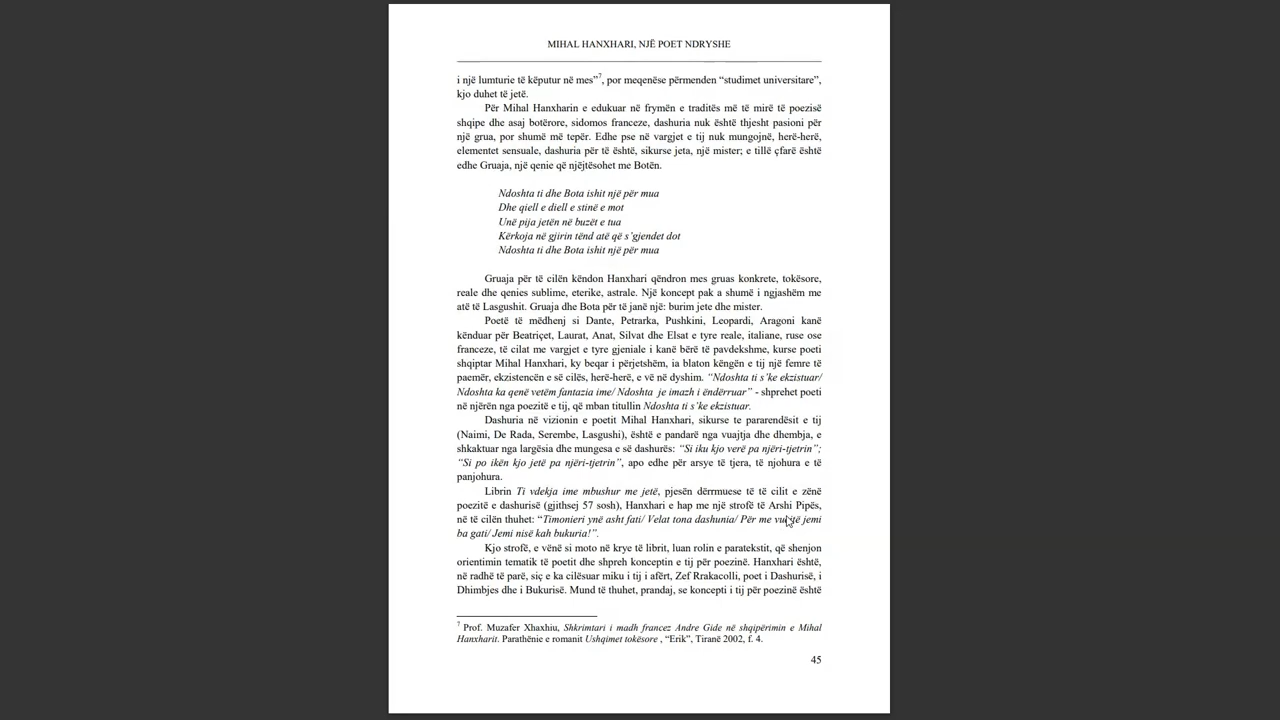 MIHAL HANXHARI, NJË POET NDRYSHE
i një lumturie të këputur në mes”7, por meqenëse përmenden “studimet universitare”,
kjo duhet të jetë.
Për Mihal Hanxharin e edukuar në frymën e traditës më të mirë të poezisë
shqipe dhe asaj botërore, sidomos franceze, dashuria nuk është thjesht pasioni për
një grua, por shumë më tepër. Edhe pse në vargjet e tij nuk mungojnë, herë-herë,
elementet sensuale, dashuria për të është, sikurse jeta, një mister; e tillë çfarë është
edhe Gruaja, një qenie që njëjtësohet me Botën.
Ndoshta ti dhe Bota ishit një për mua
Dhe qiell e diell e stinë e mot
Unë pija jetën në buzët e tua
Kërkoja në gjirin tënd atë që s’gjendet dot
Ndoshta ti dhe Bota ishit një për mua
Gruaja për të cilën këndon Hanxhari qëndron mes gruas konkrete, tokësore,
reale dhe qenies sublime, eterike, astrale. Një koncept pak a shumë i ngjashëm me
atë të Lasgushit. Gruaja dhe Bota për të janë një: burim jete dhe mister.
Poetë të mëdhenj si Dante, Petrarka, Pushkini, Leopardi, Aragoni kanë
kënduar për Beatriçet, Laurat, Anat, Silvat dhe Elsat e tyre reale, italiane, ruse ose
franceze, të cilat me vargjet e tyre gjeniale i kanë bërë të pavdekshme, kurse poeti
shqiptar Mihal Hanxhari, ky beqar i përjetshëm, ia blaton këngën e tij një femre të
paemër, ekzistencën e së cilës, herë-herë, e vë në dyshim. “Ndoshta ti s’ke ekzistuar/
Ndoshta ka qenë vetëm fantazia ime/ Ndoshta je imazh i ëndërruar” - shprehet poeti
në njërën nga poezitë e tij, që mban titullin Ndoshta ti s’ke ekzistuar.
Dashuria në vizionin e poetit Mihal Hanxhari, sikurse te pararendësit e tij
(Naimi, De Rada, Serembe, Lasgushi), është e pandarë nga vuajtja dhe dhembja, e
shkaktuar nga largësia dhe mungesa e së dashurës: “Si iku kjo verë pa njëri-tjetrin”;
“Si po ikën kjo jetë pa njëri-tjetrin”, apo edhe për arsye të tjera, të njohura e të
panjohura.
Librin Ti vdekja ime mbushur me jetë, pjesën dërrmuese të të cilit e zënë
poezitë e dashurisë (gjithsej 57 sosh), Hanxhari e hap me një strofë të Arshi Pipës,
në të cilën thuhet: “Timonieri ynë asht fati/ Velat tona dashunia/ Për me vuejtë jemi
ba gati/ Jemi nisë kah bukuria!”.
Kjo strofë, e vënë si moto në krye të librit, luan rolin e paratekstit, që shenjon
orientimin tematik të poetit dhe shpreh konceptin e tij për poezinë. Hanxhari është,
në radhë të parë, siç e ka cilësuar miku i tij i afërt, Zef Rrakacolli, poet i Dashurisë, i
Dhimbjes dhe i Bukurisë. Mund të thuhet, prandaj, se koncepti i tij për poezinë është
7 Prof. Muzafer Xhaxhiu, Shkrimtari i madh francez Andre Gide në shqipërimin e Mihal
Hanxharit. Parathënie e romanit Ushqimet tokësore , “Erik”, Tiranë 2002, f. 4.
45